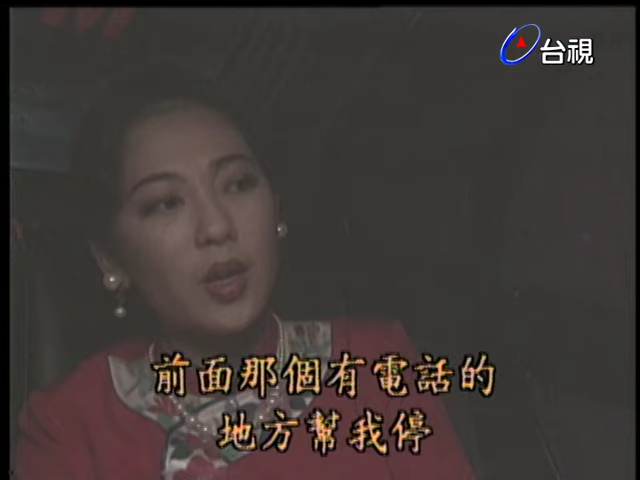 台視
前面那個有電話的
地方幫我停